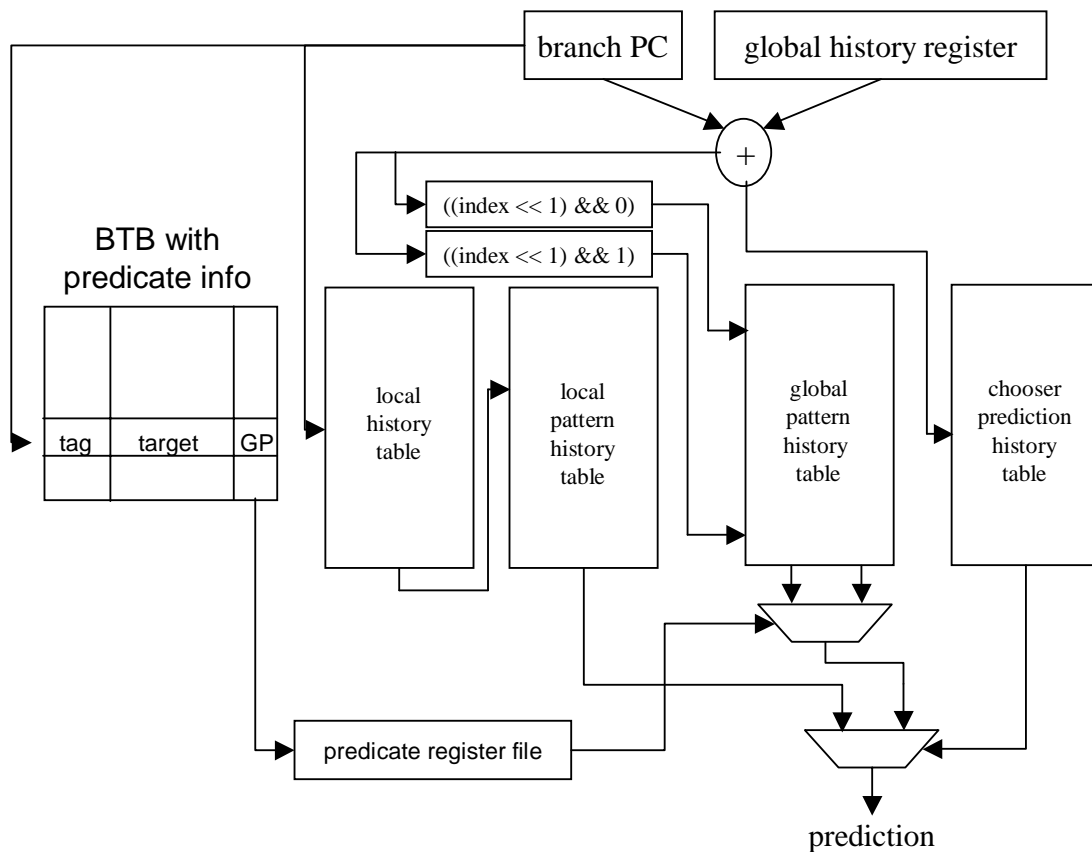 branch PC
global history register
+
((index << 1) && 0)
((index << 1) && 1)
BTB with
predicate info
tag
target
GP
local
history
table
local
pattern
history
table
global
pattern
history
table
chooser
prediction
history
table
predicate register file
prediction